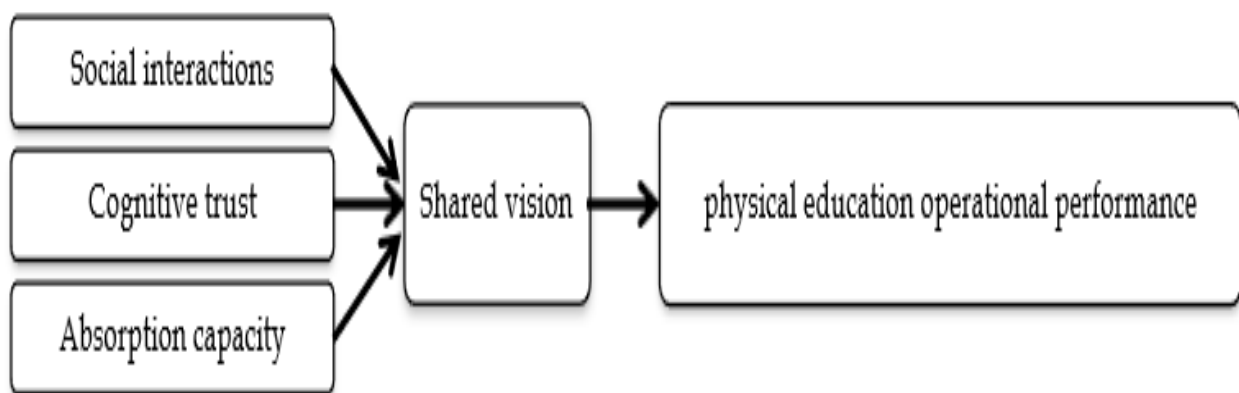 Social interactions
Cognitive trust
Absorption capacity
Shared vision
physical education operational performance